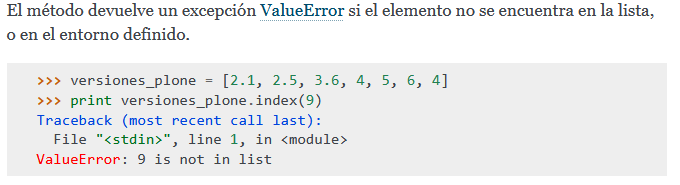 El método devuelve un excepción ValueError si el elemento no se encuentra en la lista,
o en el entorno definido.
>>> versiones_plone = [2.1, 2.5, 3.6, 4, 5, 6, 4]
>>> print versiones_plone.index(9)
Traceback (most recent call last):
  File "<stdin>", line 1, in <module>
ValueError: 9 is not in list